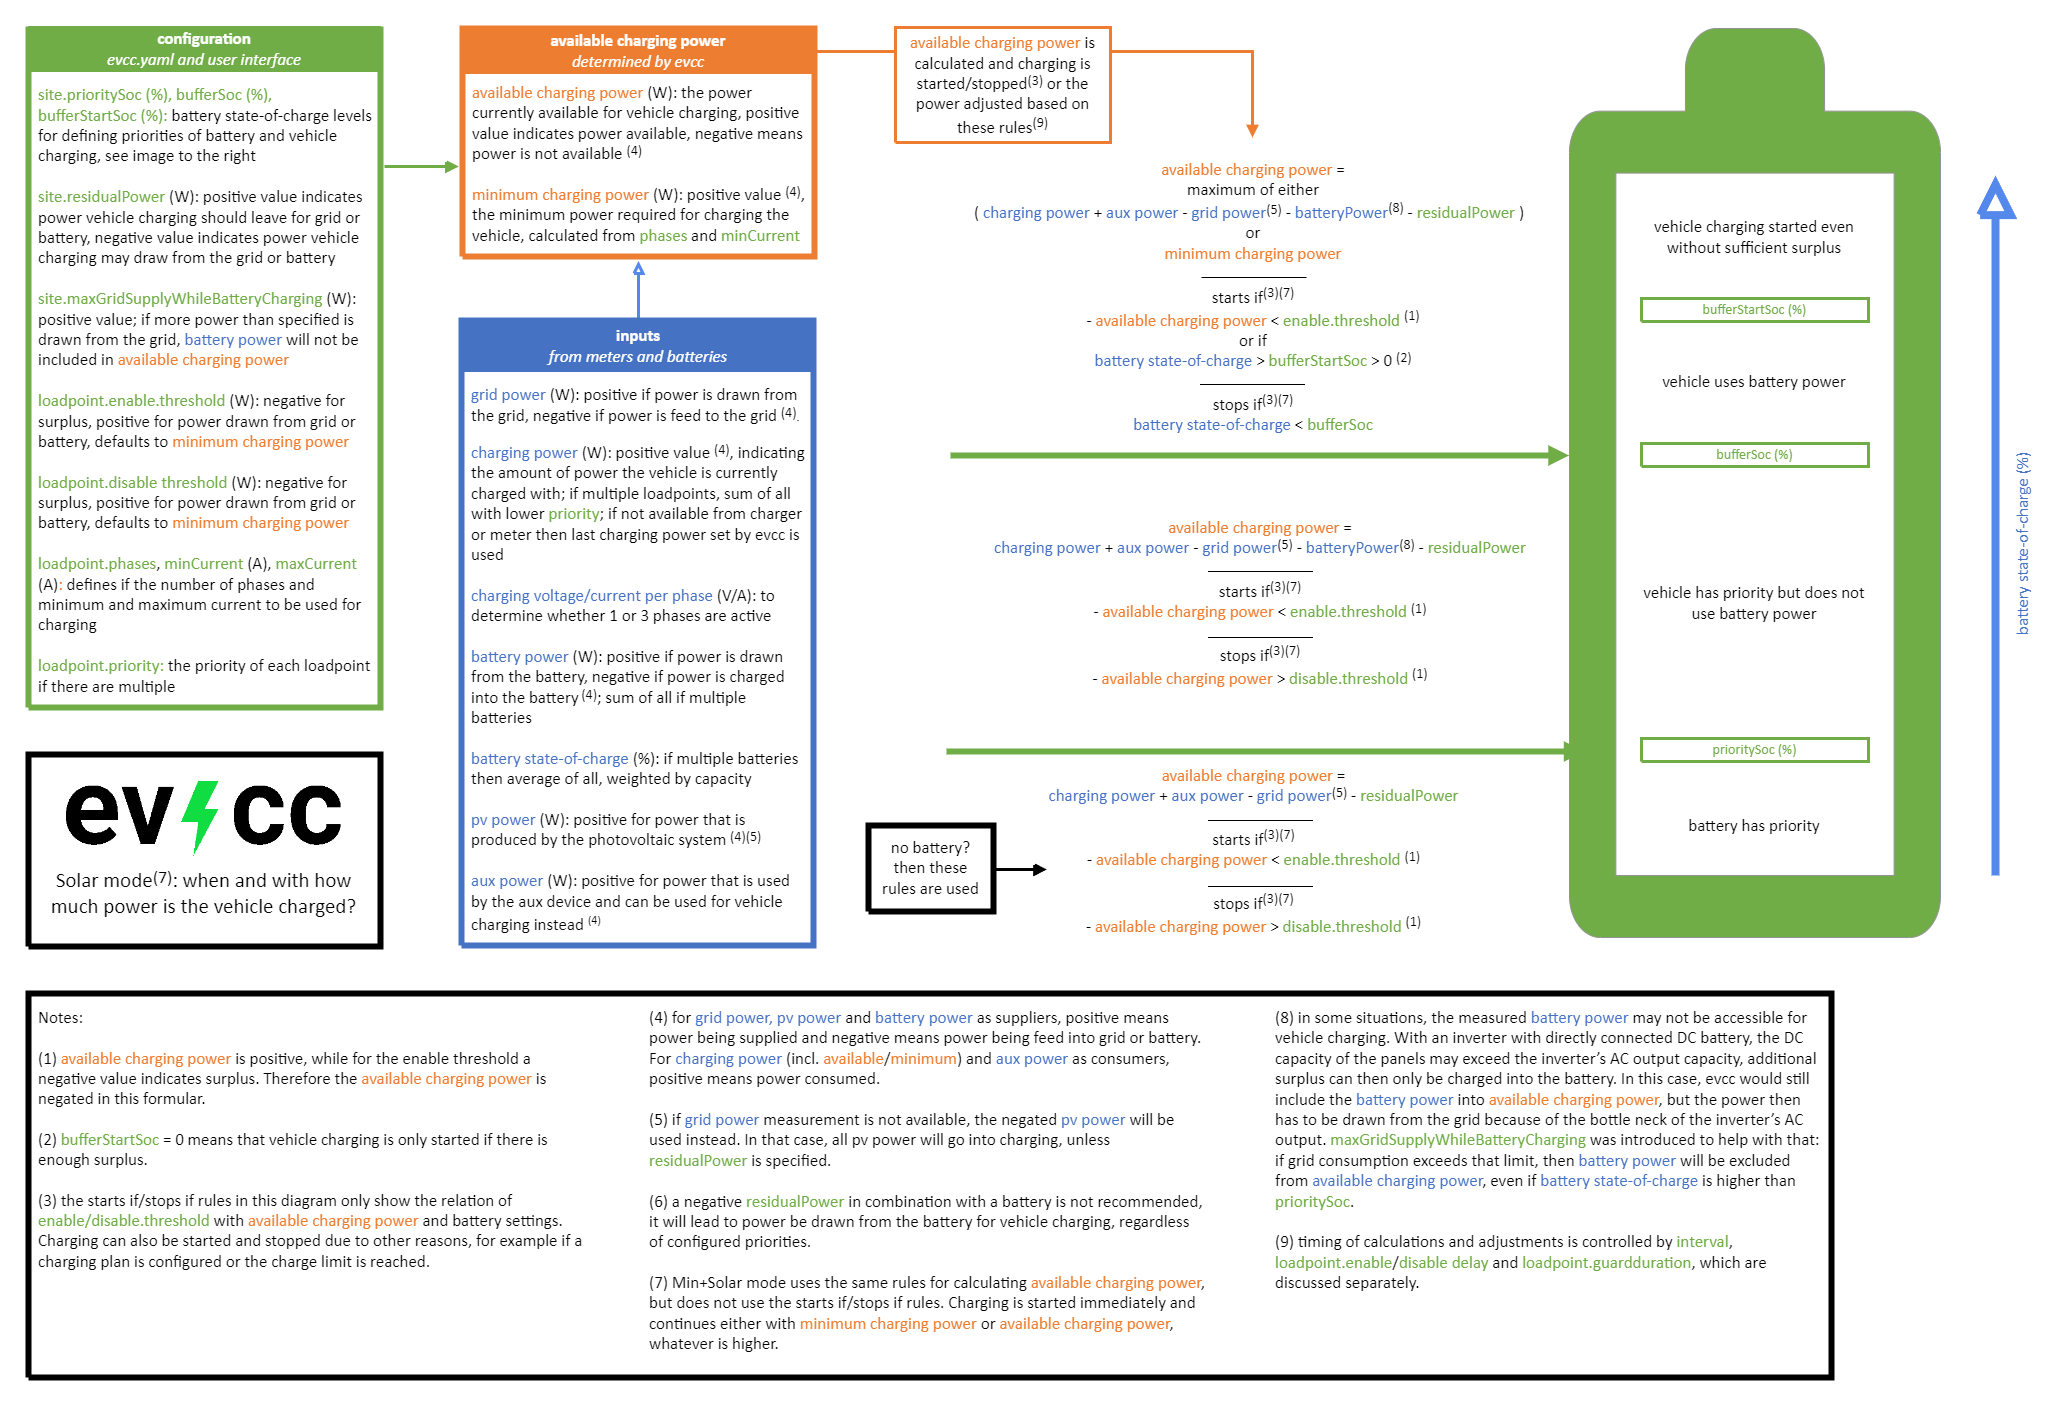 configuration
evcc.yaml and user interface
site.prioritySoc (%), bufferSoc (%),
bufferStartSoc (%): battery state-of-charge levels
for defining priorities of battery and vehicle
charging, see image to the right
site.residualPower (W): positive value indicates
power vehicle charging should leave for grid or
battery, negative value indicates power vehicle
charging may draw from the grid or battery
site.maxGridSupplyWhileBatteryCharging (W):
positive value; if more power than specified is
drawn from the grid, battery power will not be
included in available charging power
loadpoint.enable.threshold (W): negative for
surplus, positive for power drawn from grid or
battery, defaults to minimum charging power
loadpoint.disable threshold (W): negative for
surplus, positive for power drawn from grid or
battery, defaults to minimum charging power
loadpoint.phases, minCurrent (A), maxCurrent
(A): defines if the number of phases and
minimum and maximum current to be used for
charging
loadpoint.priority: the priority of each loadpoint
if there are multiple
evcc
Solar mode(7): when and with how
much power is the vehicle charged?
available charging power
determined by evcc
available charging power (W): the power
currently available for vehicle charging, positive
value indicates power available, negative means
power is not available (4)
minimum charging power (W): positive value (4),
the minimum power required for charging the
vehicle, calculated from phases and minCurrent
inputs
from meters and batteries
grid power (W): positive if power is drawn from
the grid, negative if power is feed to the grid (4).
charging power (W): positive value (4), indicating
the amount of power the vehicle is currently
charged with; if multiple loadpoints, sum of all
with lower priority; if not available from charger
or meter then last charging power set by evcc is
used
charging voltage/current per phase (V/A): to
determine whether 1 or 3 phases are active
battery power (W): positive if power is drawn
from the battery, negative if power is charged
into the battery (4); sum of all if multiple
batteries
battery state-of-charge (%): if multiple batteries
then average of all, weighted by capacity
pv power (W): positive for power that is
produced by the photovoltaic system (4)(5)
aux power (W): positive for power that is used
by the aux device and can be used for vehicle
charging instead (4)
available charging power is
calculated and charging is
started/stopped(3) or the
power adjusted based on
these rules(9)
available charging power =
maximum of either
( charging power + aux power - grid power(5) - batteryPower(8) - residualPower )
or
minimum charging power
starts if(3)(7)
- available charging power < enable.threshold (1)
or if
battery state-of-charge > bufferStartSoc > 0 (2)
stops if(3)(7)
battery state-of-charge < bufferSoc
available charging power =
charging power + aux power - grid power(5) - batteryPower(8) - residualPower
starts if(3)(7)
- available charging power < enable.threshold (1)
stops if(3)(7)
- available charging power > disable.threshold (1)
available charging power =
charging power + aux power - grid power(5) - residualPower
starts if(3)(7)
- available charging power < enable.threshold (1)
stops if(3)(7)
- available charging power > disable.threshold (1)
no battery?
then these
rules are used
vehicle charging started even
without sufficient surplus
bufferStartSoc (%)
vehicle uses battery power
bufferSoc (%)
vehicle has priority but does not
use battery power
prioritySoc (%)
battery has priority
battery state-of-charge (%)
Notes:
(1) available charging power is positive, while for the enable threshold a
negative value indicates surplus. Therefore the available charging power is
negated in this formular.
(2) bufferStartSoc = 0 means that vehicle charging is only started if there is
enough surplus.
(3) the starts if/stops if rules in this diagram only show the relation of
enable/disable.threshold with available charging power and battery settings.
Charging can also be started and stopped due to other reasons, for example if a
charging plan is configured or the charge limit is reached.
(4) for grid power, pv power and battery power as suppliers, positive means
power being supplied and negative means power being feed into grid or battery.
For charging power (incl. available/minimum) and aux power as consumers,
positive means power consumed.
(5) if grid power measurement is not available, the negated pv power will be
used instead. In that case, all pv power will go into charging, unless
residualPower is specified.
(6) a negative residualPower in combination with a battery is not recommended,
it will lead to power be drawn from the battery for vehicle charging, regardless
of configured priorities.
(7) Min+Solar mode uses the same rules for calculating available charging power,
but does not use the starts if/stops if rules. Charging is started immediately and
continues either with minimum charging power or available charging power,
whatever is higher.
(8) in some situations, the measured battery power may not be accessible for
vehicle charging. With an inverter with directly connected DC battery, the DC
capacity of the panels may exceed the inverter's AC output capacity, additional
surplus can then only be charged into the battery. In this case, evcc would still
include the battery power into available charging power, but the power then
has to be drawn from the grid because of the bottle neck of the inverter's AC
output. maxGridSupplyWhileBatteryCharging was introduced to help with that:
if grid consumption exceeds that limit, then battery power will be excluded
from available charging power, even if battery state-of-charge is higher than
prioritySoc.
(9) timing of calculations and adjustments is controlled by interval,
loadpoint.enable/disable delay and loadpoint.guardduration, which are
discussed separately.